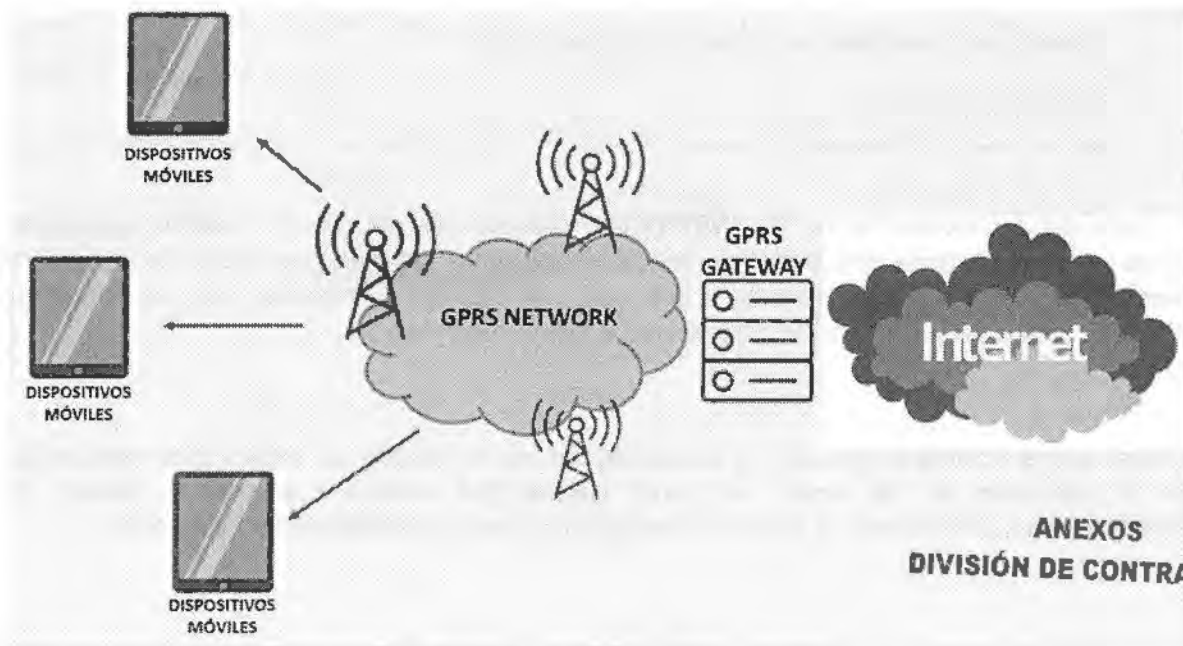 DISPOSITIVOS
MÓVILES
GPRS
GATEWAY
GPRS NETWORK
Internet
DISPOSITIVOS
MÓVILES
DISPOSITIVOS
MÓVILES
ANEXOS
DIVISIÓN DE CONTRA